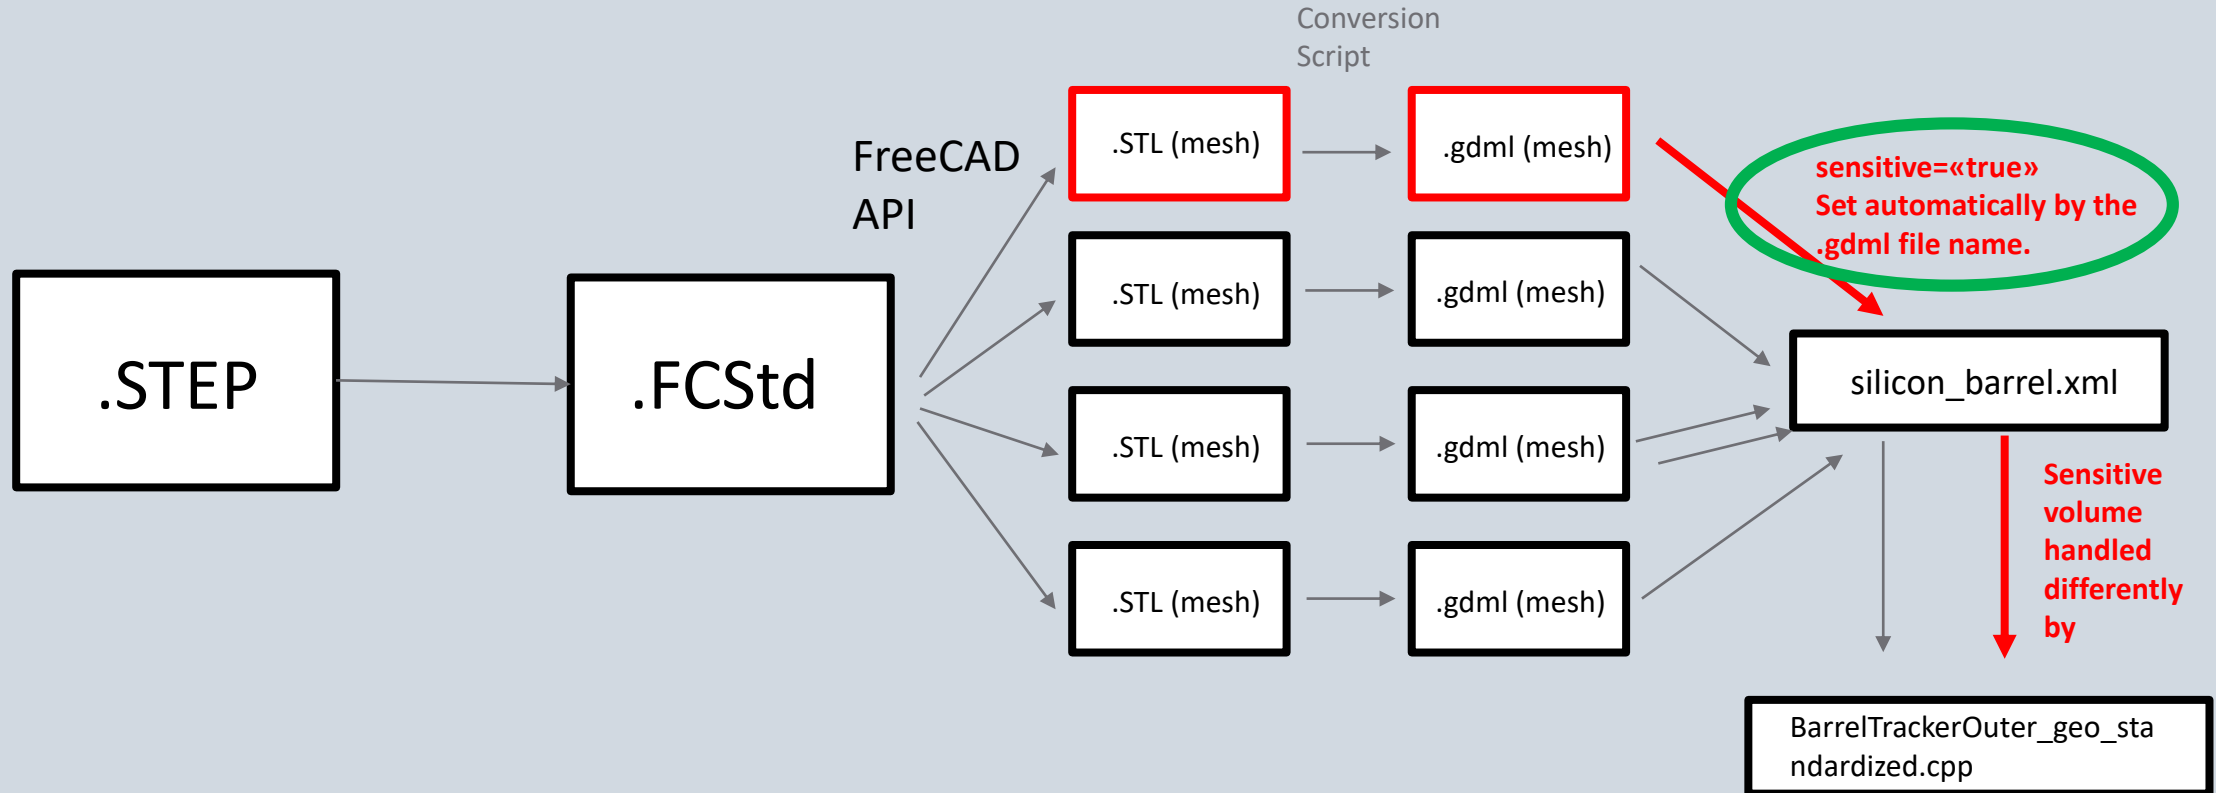 Conversion
Script
FreeCAD
API
.STL (mesh)
.gdml (mesh)
sensitive=«true»
Set automatically by the
.gdml file name.
.STL (mesh)
.gdml (mesh)
.STEP
.FCStd
silicon_barrel.xml
.STL (mesh)
.gdml (mesh)
Sensitive
volume
handled
differently
by
.STL (mesh)
.gdml (mesh)
BarrelTrackerOuter_geo_sta
ndardized.cpp